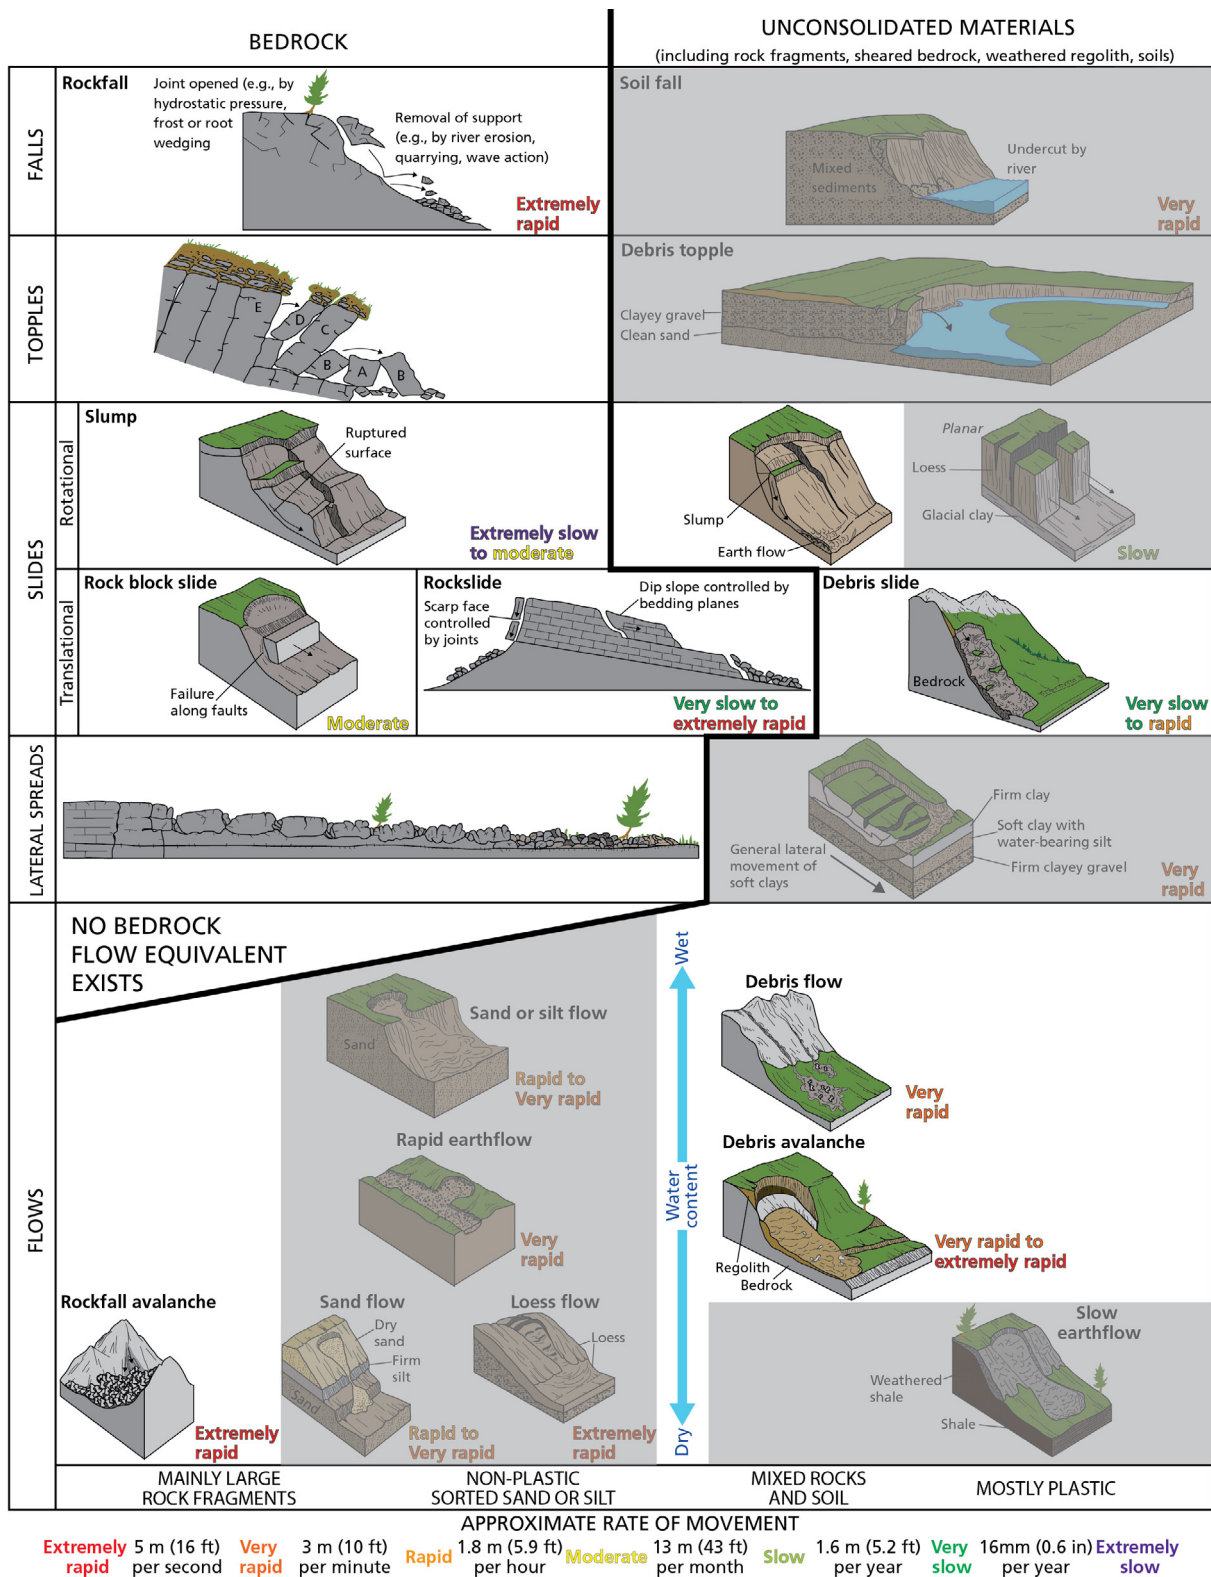 BEDROCK
UNCONSOLIDATED MATERIALS
(including rock fragments, sheared bedrock, weathered regolith, soils)
FALLS
Rockfall
Joint opened (e.g., by
hydrostatic pressure,
frost or root
wedging
Removal of support
(e.g., by river erosion,
quarrying, wave action)
Extremely
rapid
Soil fall
Mixed
sediments
Undercut by
river
Very
rapid
TOPPLES
E
D
C
B
A
B
Debris topple
Clayey gravel
Clean sand
SLIDES
Rotational
Slump
Ruptured
surface
Extremely slow
to moderate
Slump
Earth flow
Planar
Loess
Glacial clay
Slow
Translational
Rock block slide
Failure
along faults
Moderate
Rockslide
Scarp face
controlled
by joints
Dip slope controlled by
bedding planes
Very slow to
extremely rapid
Debris slide
Bedrock
Very slow
to rapid
LATERAL SPREADS
Firm clay
Soft clay with
water-bearing silt
Firm clayey gravel
General lateral
movement of
soft clays
Very
rapid
FLOWS
NO BEDROCK
FLOW EQUIVALENT
EXISTS
Sand or silt flow
Sand
Rapid to
Very rapid
Rapid earthflow
Very
rapid
Rockfall avalanche
Extremely
rapid
Sand flow
Dry
sand
Firm
silt
Sand
Rapid to
Very rapid
Loess flow
Loess
Extremely
rapid
Wet
Water
content
Dry
Debris flow
Very
rapid
Debris avalanche
Regolith
Bedrock
Very rapid to
extremely rapid
Slow
earthflow
Weathered
shale
Shale
MAINLY LARGE
ROCK FRAGMENTS
NON-PLASTIC
SORTED SAND OR SILT
MIXED ROCKS
AND SOIL
MOSTLY PLASTIC
APPROXIMATE RATE OF MOVEMENT
Extremely
rapid
5 m (16 ft)
per second
Very
rapid
3 m (10 ft)
per minute
Rapid
1.8 m (5.9 ft)
per hour
Moderate
13 m (43 ft)
per month
Slow
1.6 m (5.2 ft)
per year
Very
slow
16mm (0.6 in)
per year
Extremely
slow